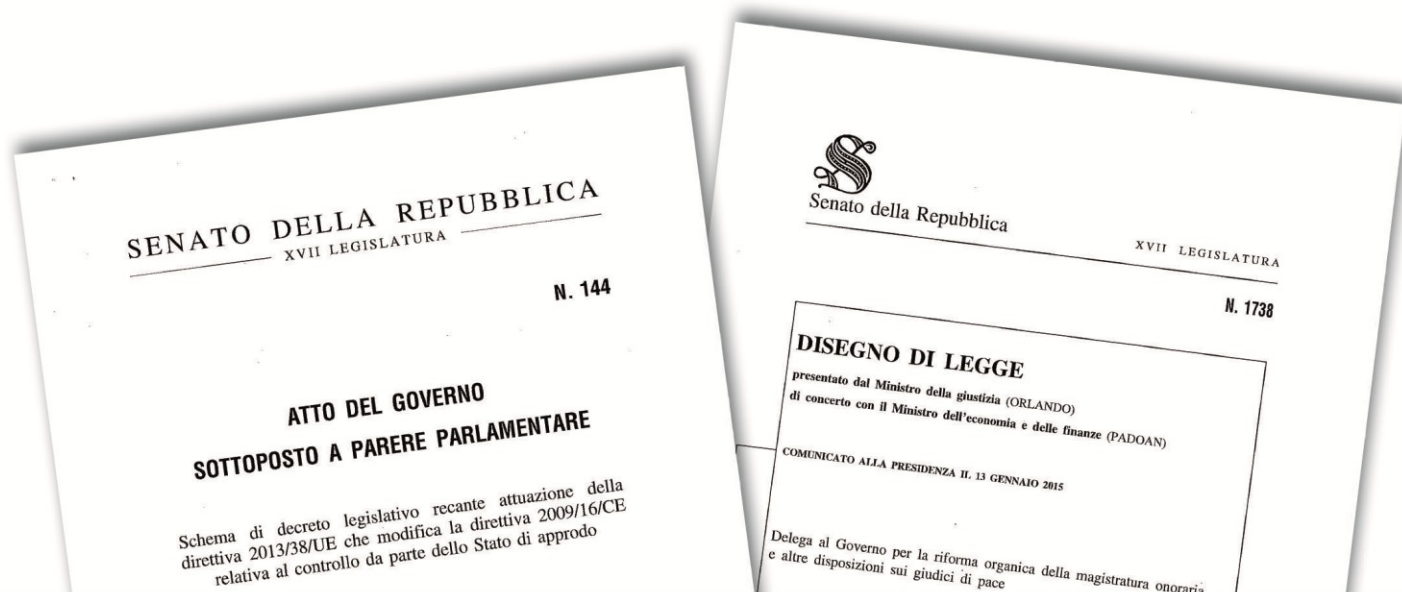 SENATO DELLA REPUBBLICA
XVII LEGISLATURA
N. 144
ATTO DEL GOVERNO
SOTTOPOSTO A PARERE PARLAMENTARE
Schema di decreto legislativo recante attuazione della
direttiva 2013/38/UE che modifica la direttiva 2009/16/CE
relativa al controllo da parte dello Stato di approdo
Senato della Repubblica
XVII LEGISLATURA
N. 1738
DISEGNO DI LEGGE
presentato dal Ministro della giustizia (ORLANDO)
di concerto con il Ministro dell'economia e delle finanze (PADOAN)
COMUNICATO ALLA PRESIDENZA IL 13 GENNAIO 2015
Delega al Governo per la riforma organica della magistratura onoraria
e altre disposizioni sui giudici di pace